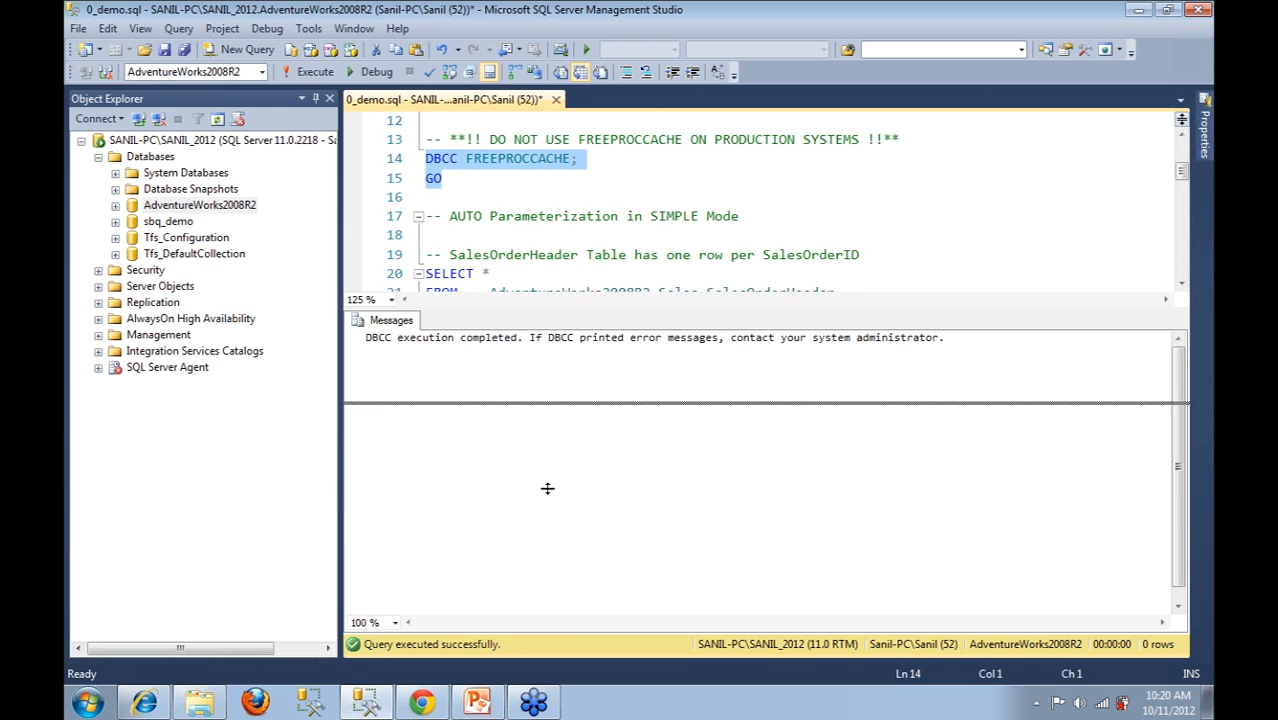 0_demo.sql - SANIL-PC\SANIL_2012.AdventureWorks2008R2 (Sanil-PC\Sanil (52))* - Microsoft SQL Server Management Studio
File Edit View Query Project Debug Tools Window Help
New Query
AdventureWorks2008R2 Execute Debug
Object Explorer
Connect
SANIL-PC\SANIL_2012 (SQL Server 11.0.2218 - Sa
Databases
System Databases
Database Snapshots
AdventureWorks2008R2
sbq_demo
Tfs_Configuration
Tfs_DefaultCollection
Security
Server Objects
Replication
AlwaysOn High Availability
Management
Integration Services Catalogs
SQL Server Agent
0_demo.sql - SANIL-...anil-PC\Sanil (52))*
12
13 -- **!! DO NOT USE FREEPROCCACHE ON PRODUCTION SYSTEMS !!**
14 DBCC FREEPROCCACHE;
15 GO
16
17 -- AUTO Parameterization in SIMPLE Mode
18
19 -- SalesOrderHeader Table has one row per SalesOrderID
20 SELECT *
21 FROM AdventureWorks2008R2.Sales.SalesOrderHeader
125 %
Messages
DBCC execution completed. If DBCC printed error messages, contact your system administrator.
100 %
Query executed successfully. SANIL-PC\SANIL_2012 (11.0 RTM) Sanil-PC\Sanil (52) AdventureWorks2008R2 00:00:00 0 rows
Properties
Ready Ln 14 Col 1 Ch 1 INS
10:20 AM
10/11/2012